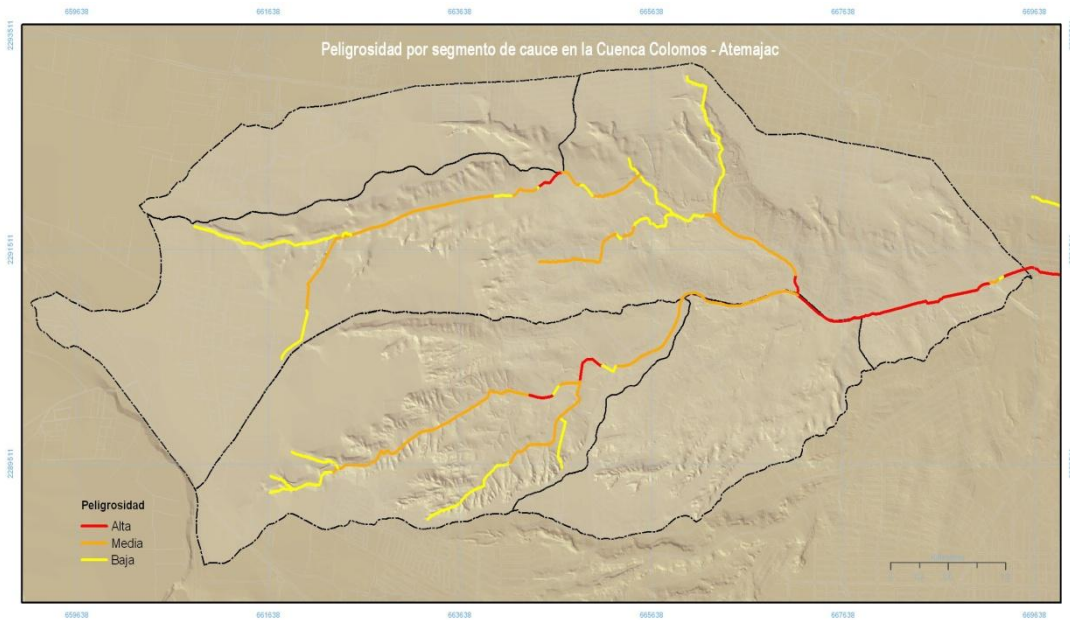 659638 661638 663638 665638 667638 669638
2293511
Peligrosidad por segmento de cauce en la Cuenca Colomos - Atemajac
2291511
2289511
Peligrosidad
Alta
Media
Baja
659638 661638 663638 665638 667638 669638